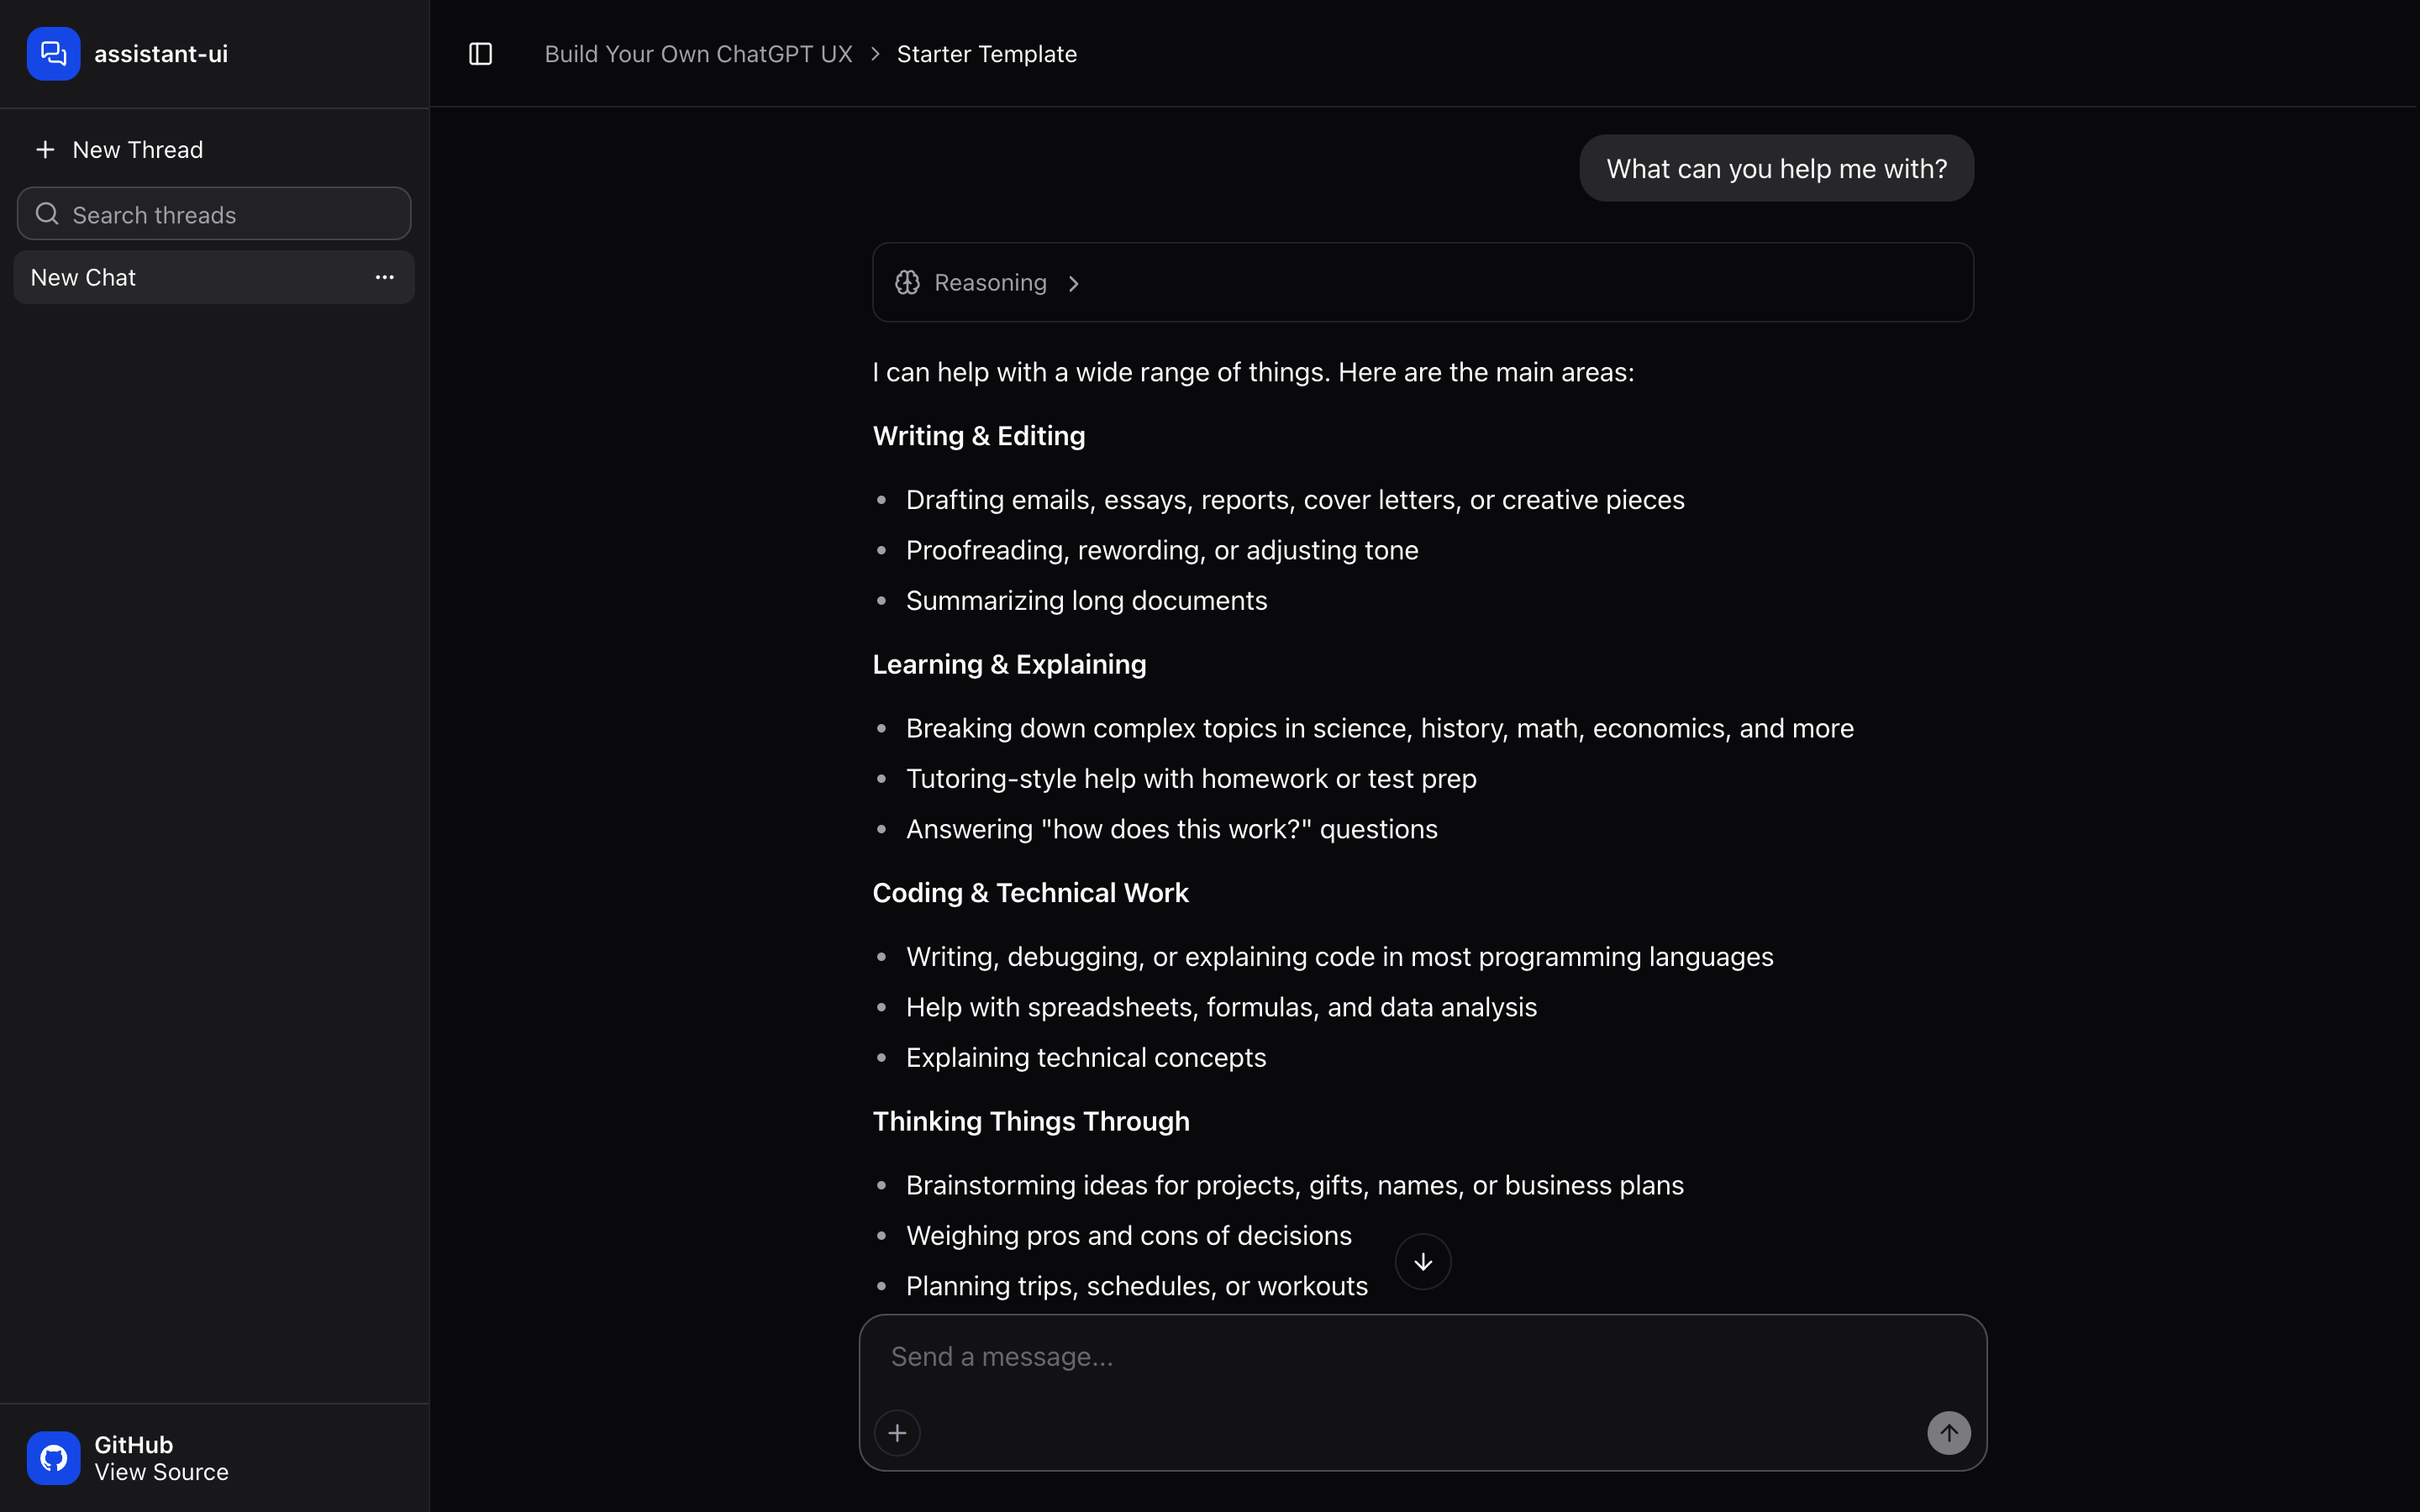 assistant-ui
New Thread
Search threads
New Chat
GitHub
View Source
Build Your Own ChatGPT UX > Starter Template
What can you help me with?
Reasoning
I can help with a wide range of things. Here are the main areas:
Writing & Editing
• Drafting emails, essays, reports, cover letters, or creative pieces
• Proofreading, rewording, or adjusting tone
• Summarizing long documents
Learning & Explaining
• Breaking down complex topics in science, history, math, economics, and more
• Tutoring-style help with homework or test prep
• Answering "how does this work?" questions
Coding & Technical Work
• Writing, debugging, or explaining code in most programming languages
• Help with spreadsheets, formulas, and data analysis
• Explaining technical concepts
Thinking Things Through
• Brainstorming ideas for projects, gifts, names, or business plans
• Weighing pros and cons of decisions
• Planning trips, schedules, or workouts
Send a message...